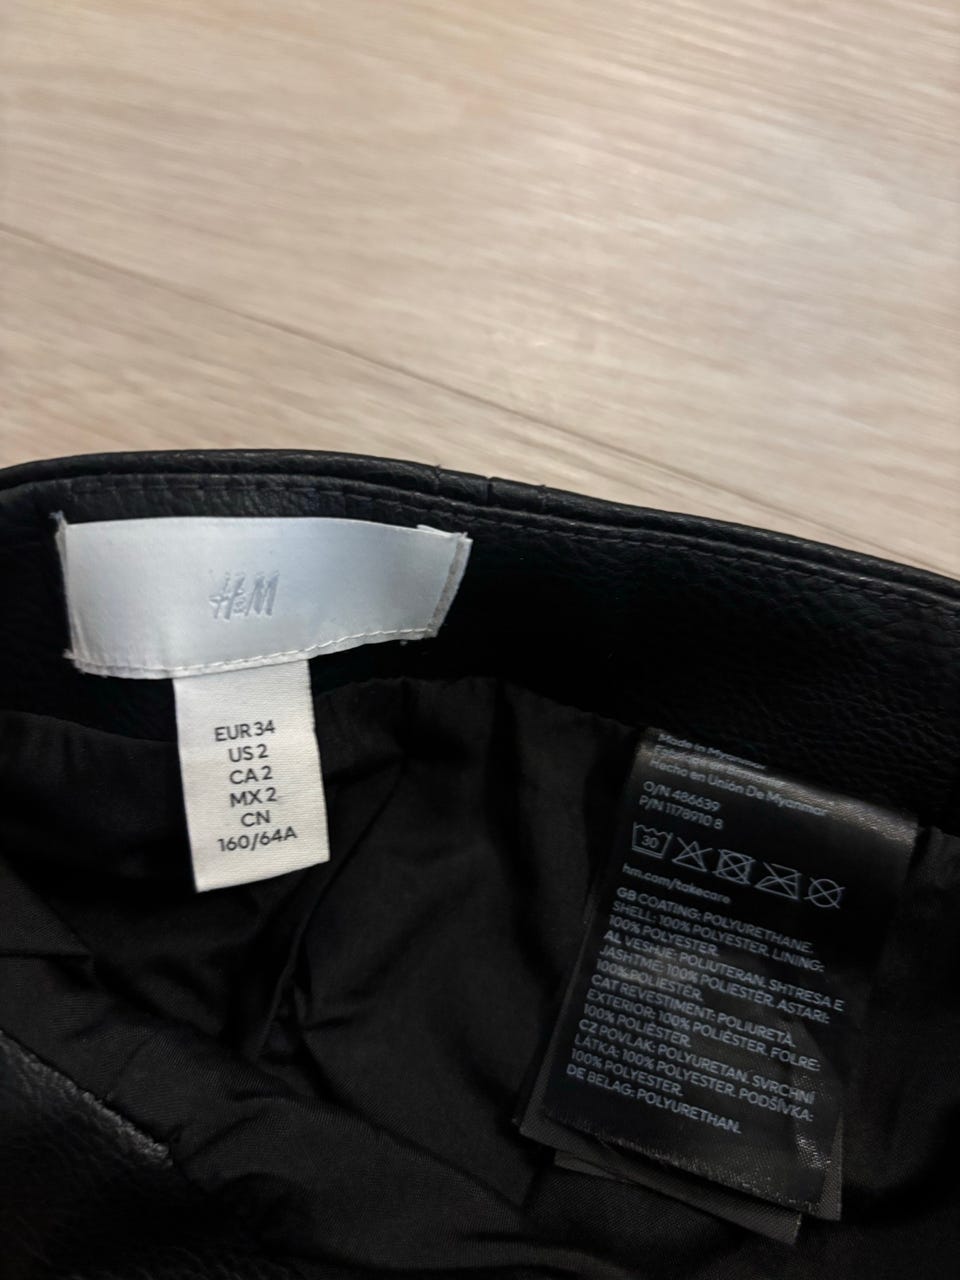 H&M
EUR 34
US 2
CA 2
MX 2
CN
160/64A
Made in Myanmar
Hecho en Unión De Myanmar
O/N 486639
P/N 1178910 8
30
hm.com/takecare
GB COATING: POLYURETHANE.
SHELL: 100% POLYESTER. LINING:
100% POLYESTER.
AL VESHJE: POLIUTERAN. SHTRESA E
JASHTME: 100% POLIESTER. ASTARI:
100% POLIESTER.
CAT REVESTIMENT: POLIURETÀ.
EXTERIOR: 100% POLIÈSTER. FOLRE:
100% POLIÈSTER.
CZ POVLAK: POLYURETAN. SVRCHNÍ
LÁTKA: 100% POLYESTER. PODŠÍVKA:
100% POLYESTER.
DE BELAG: POLYURETHAN.